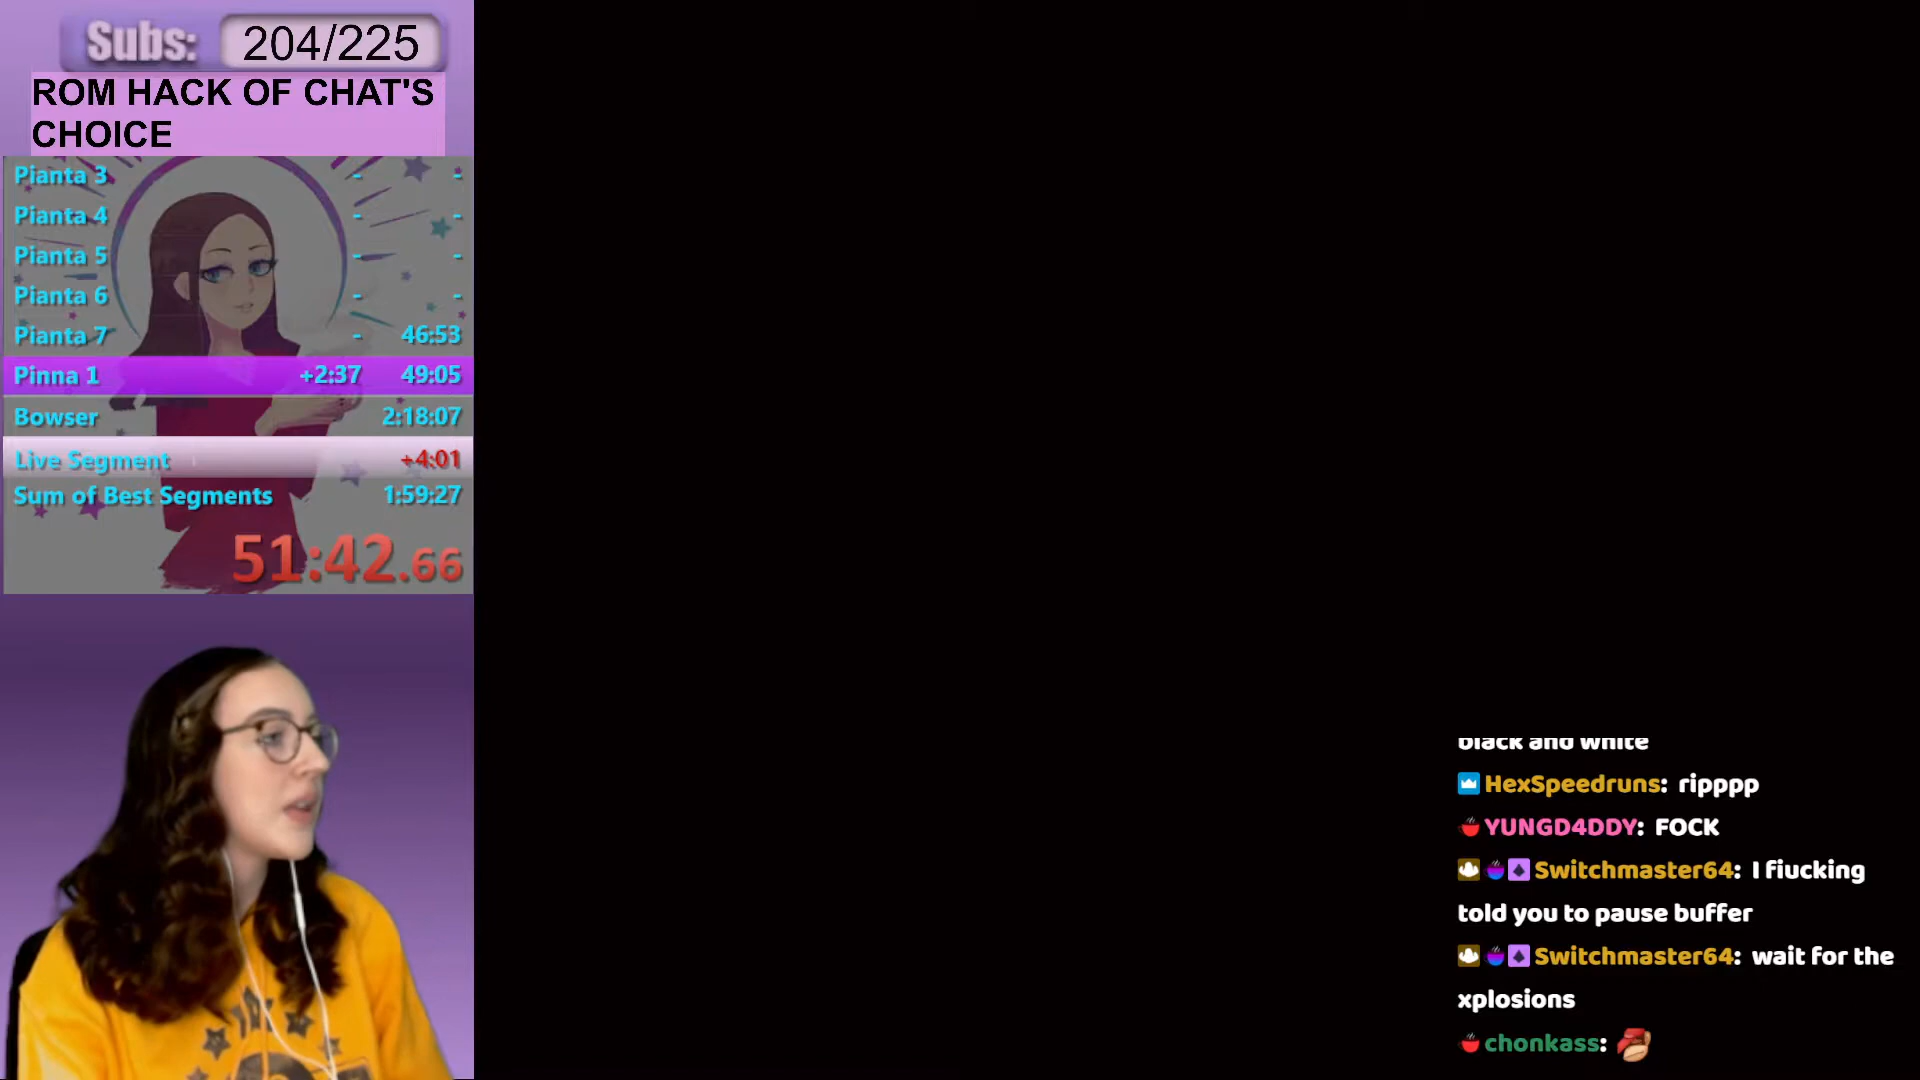 Subs: 204/225
ROM HACK OF CHAT'S
CHOICE
Pianta 3 - -
Pianta 4 - -
Pianta 5 - -
Pianta 6 - -
Pianta 7 - 46:53
Pinna 1 +2:37 49:05
Bowser 2:18:07
Live Segment +4:01
Sum of Best Segments 1:59:27
51:42.66
black and white
HexSpeedruns: ripppp
YUNGD4DDY: FOCK
Switchmaster64: I fiucking
told you to pause buffer
Switchmaster64: wait for the
xplosions
chonkass: